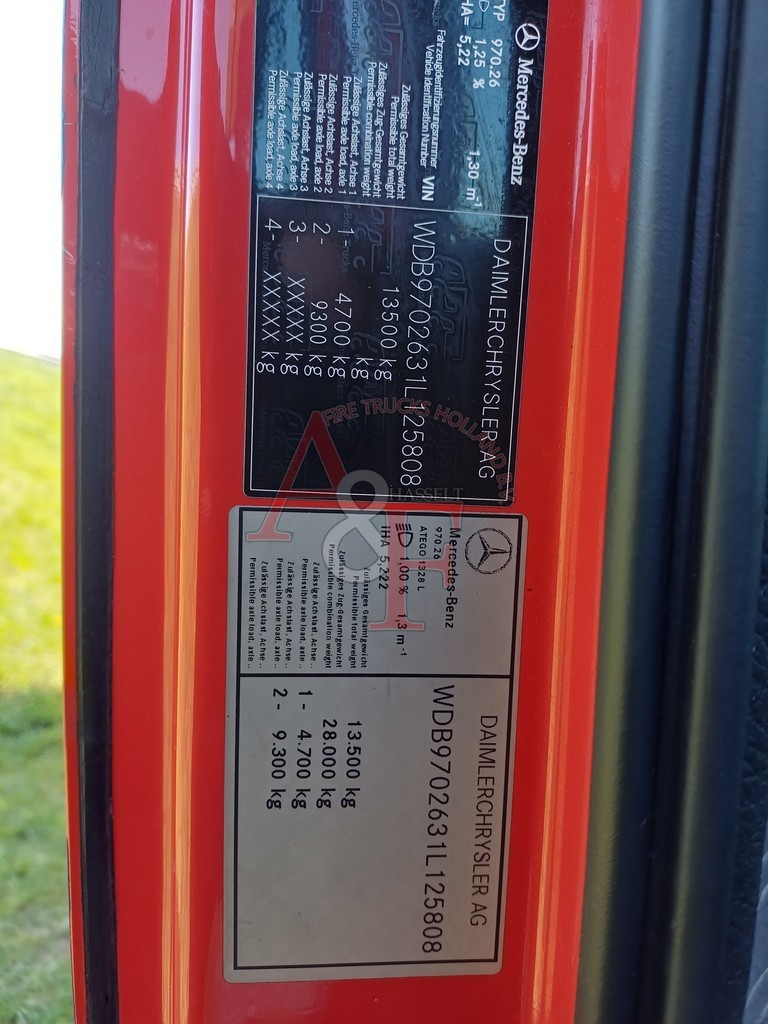 Mercedes-Benz
TYP 970.26
1,25 % 1,30 m⁻¹
IHA= 5,22
DAIMLERCHRYSLER AG
Fahrzeugidentifizierungsnummer
Vehicle Identification Number VIN
WDB9702631L125808
Zulässiges Gesamtgewicht
Permissible total weight 13500 kg
Zulässiges Zug-Gesamtgewicht
Permissible combination weight kg
Zulässige Achslast, Achse 1
Permissible axle load, axle 1 1- 4700 kg
Zulässige Achslast, Achse 2
Permissible axle load, axle 2 2- 9300 kg
Zulässige Achslast, Achse 3
Permissible axle load, axle 3 3- XXXXX kg
Zulässige Achslast, Achse 4
Permissible axle load, axle 4 4- XXXXX kg
FIRE TRUCKS HOLLAND B.V.
A&F
HASSELT
Mercedes-Benz
970.26
ATEGO 1328 L
1,00 % 1,3 m⁻¹
iHA 5,222
DAIMLERCHRYSLER AG
WDB9702631L125808
Zulässiges Gesamtgewicht
Permissible total weight 13.500 kg
Zulässiges Zug-Gesamtgewicht
Permissible combination weight 28.000 kg
Zulässige Achslast, Achse ..
Permissible axle load, axle .. 1- 4.700 kg
Zulässige Achslast, Achse ..
Permissible axle load, axle .. 2- 9.300 kg
Zulässige Achslast, Achse ..
Permissible axle load, axle ..